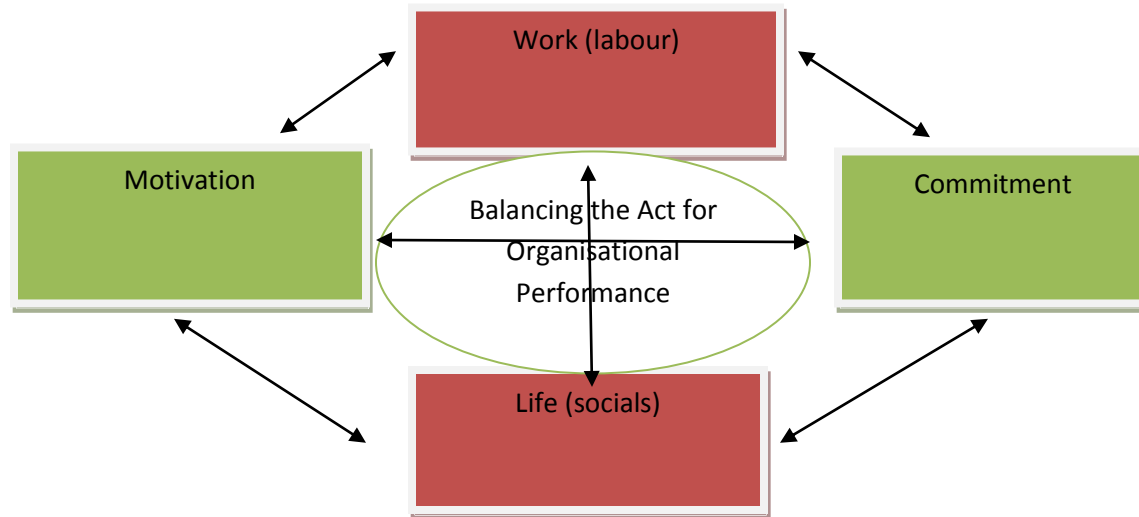 Work (labour)
Motivation
Commitment
Balancing the Act for
Organisational
Performance
Life (socials)